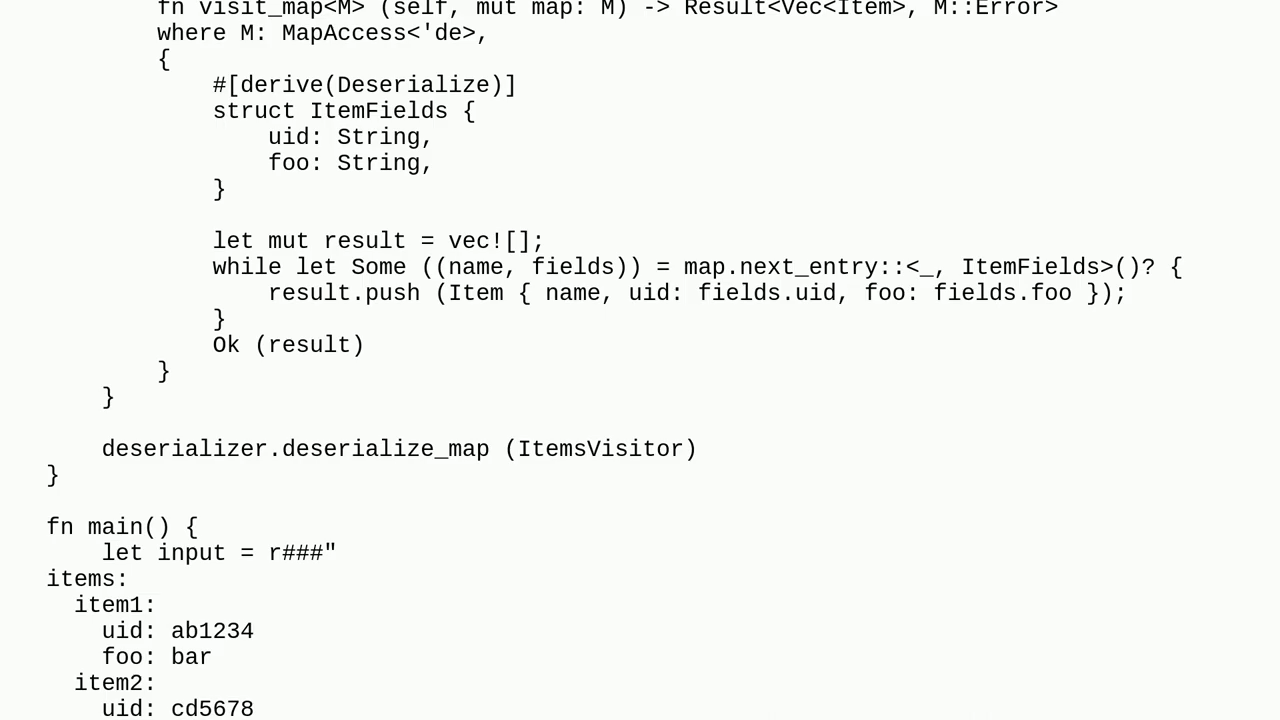 fn visit_map<M> (self, mut map: M) -> Result<Vec<Item>, M::Error>
where M: MapAccess<'de>,
{
#[derive(Deserialize)]
struct ItemFields {
uid: String,
foo: String,
}
let mut result = vec![];
while let Some ((name, fields)) = map.next_entry::<_, ItemFields>()? {
result.push (Item { name, uid: fields.uid, foo: fields.foo });
}
Ok (result)
}
}
deserializer.deserialize_map (ItemsVisitor)
}
fn main() {
let input = r###"
items:
item1:
uid: ab1234
foo: bar
item2:
uid: cd5678